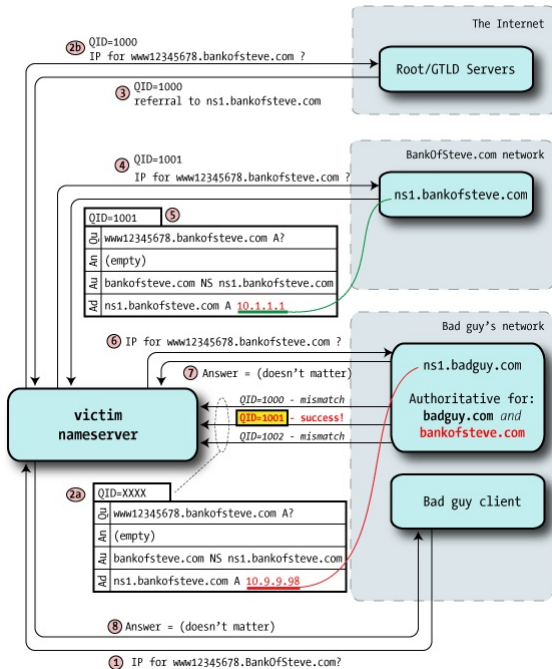 The Internet
2b QID=1000
IP for www12345678.bankofsteve.com ?
Root/GTLD Servers
3 QID=1000
referral to ns1.bankofsteve.com
BankOfSteve.com network
4 QID=1001
IP for www12345678.bankofsteve.com ?
ns1.bankofsteve.com
QID=1001 5
Qu www12345678.bankofsteve.com A?
An (empty)
Au bankofsteve.com NS ns1.bankofsteve.com
Ad ns1.bankofsteve.com A 10.1.1.1
Bad guy's network
6 IP for www12345678.bankofsteve.com ?
7 Answer = (doesn't matter)
ns1.badguy.com
Authoritative for:
badguy.com and
bankofsteve.com
victim
nameserver
QID=1000 - mismatch
QID=1001 - success!
QID=1002 - mismatch
2a QID=XXXX
Qu www12345678.bankofsteve.com A?
An (empty)
Au bankofsteve.com NS ns1.bankofsteve.com
Ad ns1.bankofsteve.com A 10.9.9.98
Bad guy client
8 Answer = (doesn't matter)
1 IP for www12345678.BankOfSteve.com?